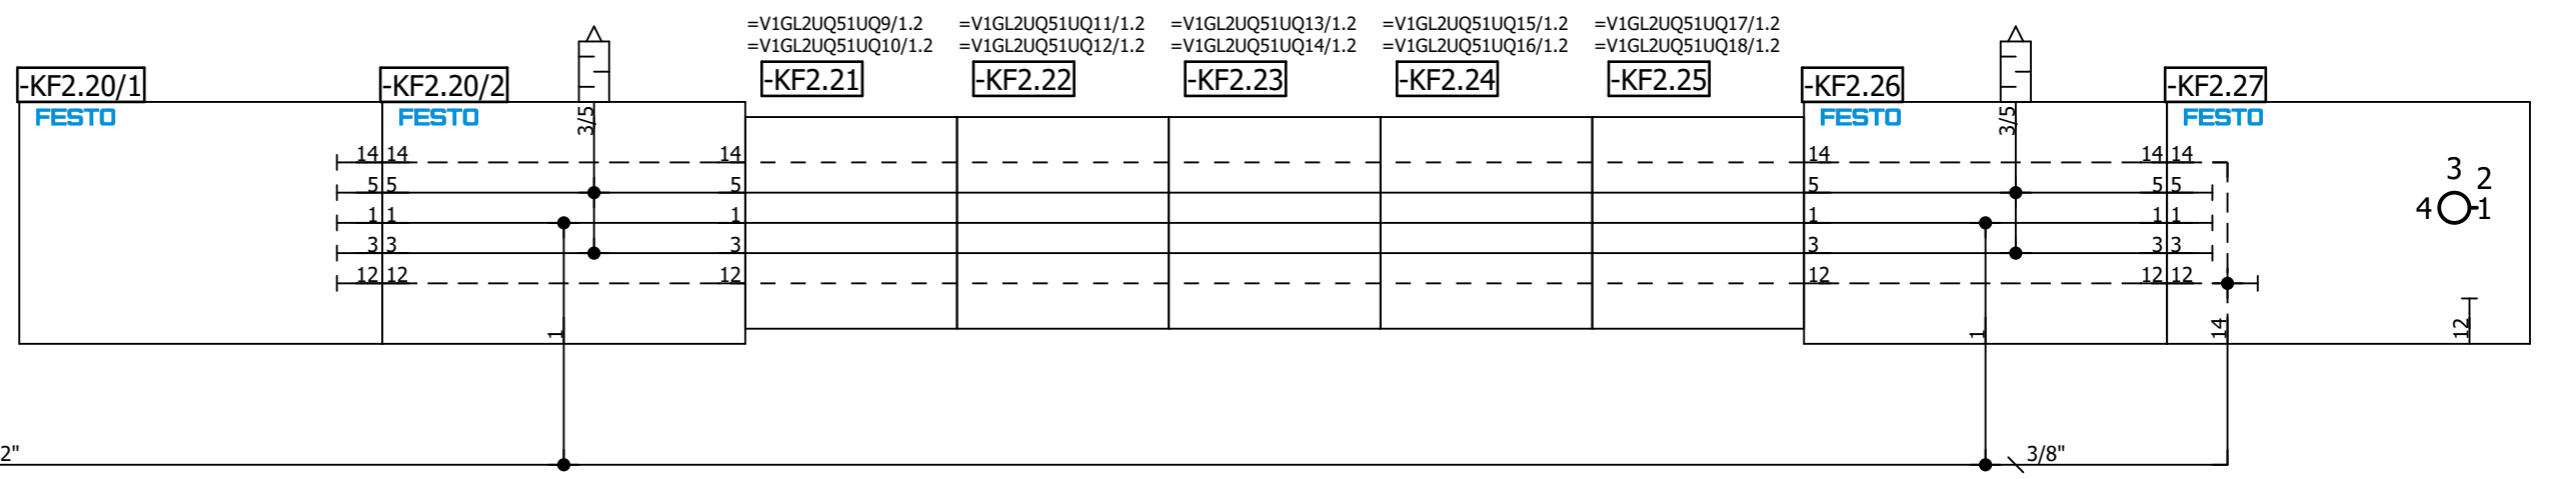 =V1GL2UQ51UQ9/1.2 =V1GL2UQ51UQ11/1.2 =V1GL2UQ51UQ13/1.2 =V1GL2UQ51UQ15/1.2 =V1GL2UQ51UQ17/1.2
=V1GL2UQ51UQ10/1.2 =V1GL2UQ51UQ12/1.2 =V1GL2UQ51UQ14/1.2 =V1GL2UQ51UQ16/1.2 =V1GL2UQ51UQ18/1.2
-KF2.20/1 -KF2.20/2 -KF2.21 -KF2.22 -KF2.23 -KF2.24 -KF2.25 -KF2.26 -KF2.27
FESTO FESTO FESTO FESTO
3/5 3/5
14 14 14 14 14 14
5 5 5 5 5 5
1 1 1 1 1 1
3 3 3 3 3 3
12 12 12 12 12 12
3
2
4 1
1 1 14 12
2" 3/8"